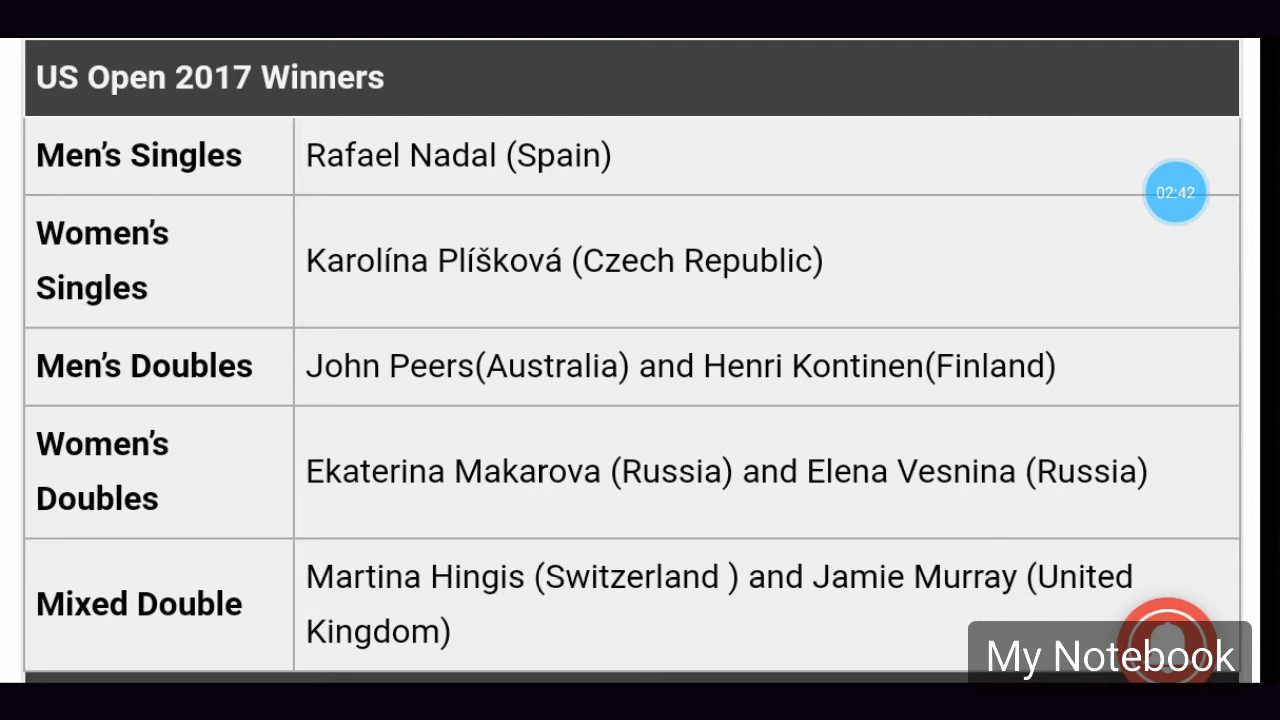 US Open 2017 Winners
Men’s Singles
Rafael Nadal (Spain)
02:42
Women’s
Singles
Karolína Plíšková (Czech Republic)
Men’s Doubles
John Peers(Australia) and Henri Kontinen(Finland)
Women’s
Doubles
Ekaterina Makarova (Russia) and Elena Vesnina (Russia)
Mixed Double
Martina Hingis (Switzerland ) and Jamie Murray (United
Kingdom)
My Notebook